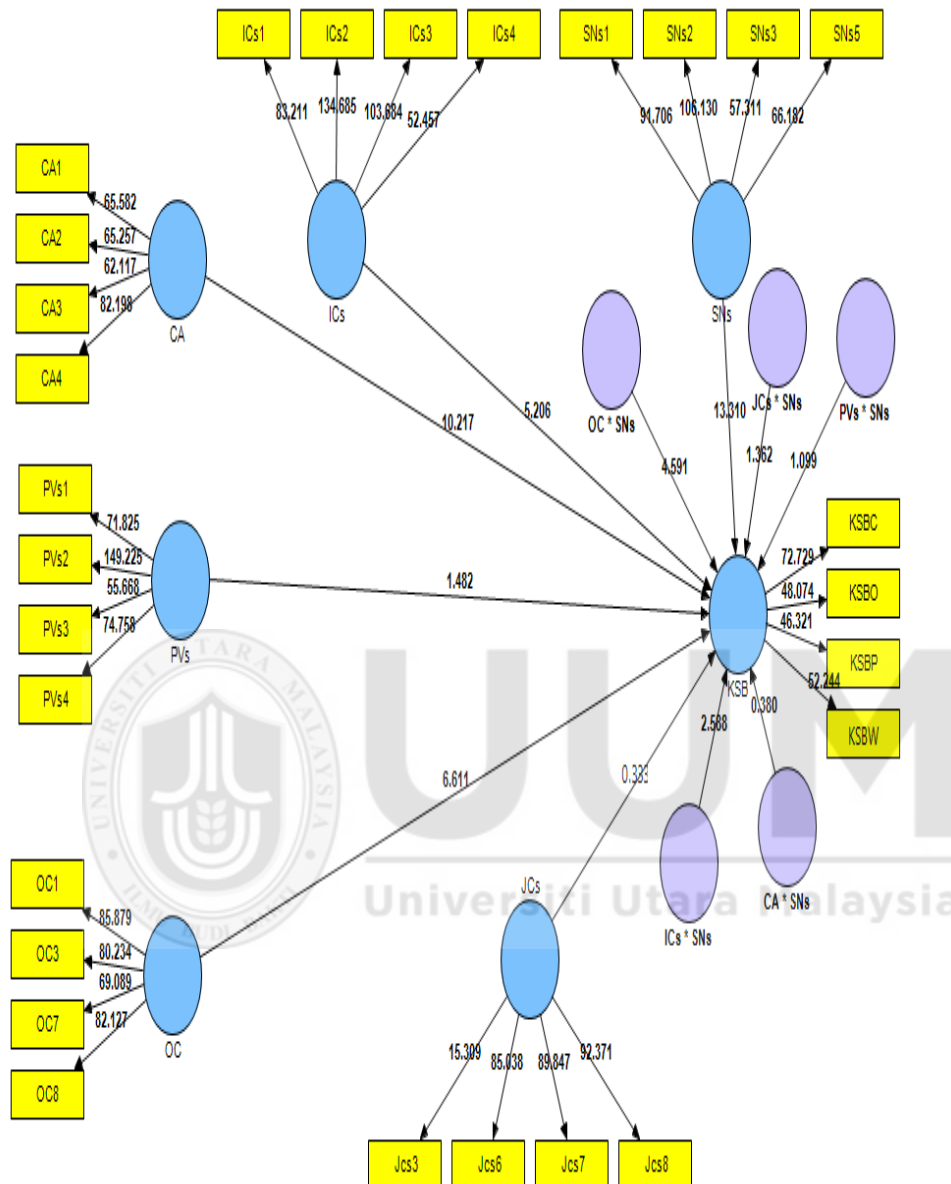 ICs1 ICs2 ICs3 ICs4 SNs1 SNs2 SNs3 SNs5
83.211 134.685 103.684 52.457 91.706 106.130 57.311 66.182
CA1
65.582
CA2
65.257
CA3
62.117
CA4
82.198
CA
ICs
SNs
OC * SNs
JCs * SNs
PVs * SNs
10.217
5.206
4.591
13.310
1.362
1.099
PVs1
71.825
PVs2
149.225
PVs3
55.668
PVs4
74.758
PVs
1.482
KSB
KSBC
72.729
KSBO
48.074
KSBP
46.321
KSBW
52.244
2.588
0.380
6.611
0.333
ICs * SNs
CA * SNs
UNIVERSITI UTARA MALAYSIA
UUM
Universiti Utara Malaysia
OC1
85.879
OC3
80.234
OC7
69.089
OC8
82.127
OC
JCs
15.309 85.038 89.847 92.371
Jcs3 Jcs6 Jcs7 Jcs8